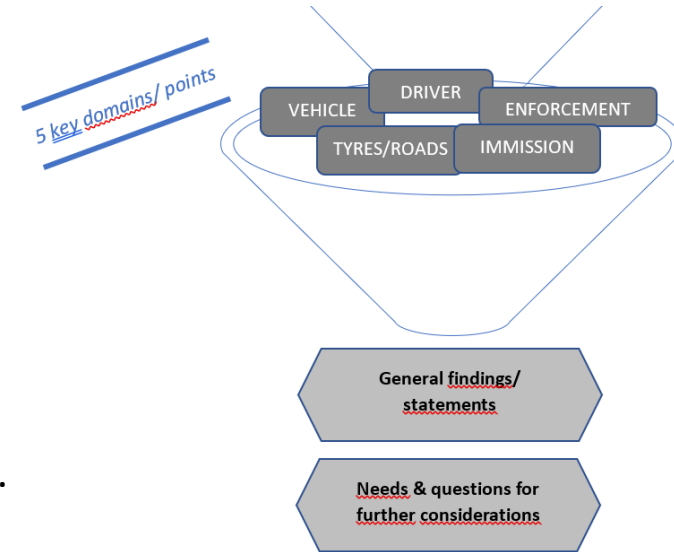 5 key domains/ points
DRIVER
VEHICLE
ENFORCEMENT
TYRES/ROADS
IMMISSION
General findings/
statements
.
Needs & questions for
further considerations